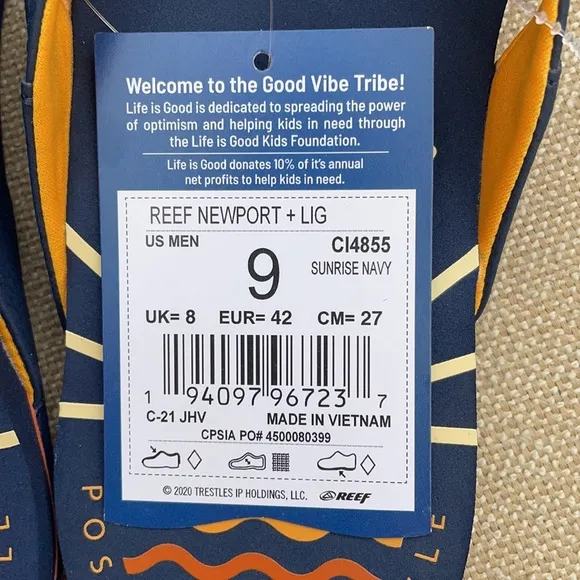 Welcome to the Good Vibe Tribe!
Life is Good is dedicated to spreading the power
of optimism and helping kids in need through
the Life is Good Kids Foundation.
Life is Good donates 10% of it's annual
net profits to help kids in need.
REEF NEWPORT + LIG
US MEN
9
CI4855
SUNRISE NAVY
UK= 8 EUR= 42 CM= 27
1 94097 96723 7
C-21 JHV MADE IN VIETNAM
CPSIA PO# 4500080399
© 2020 TRESTLES IP HOLDINGS, LLC. REEF
POS
LE